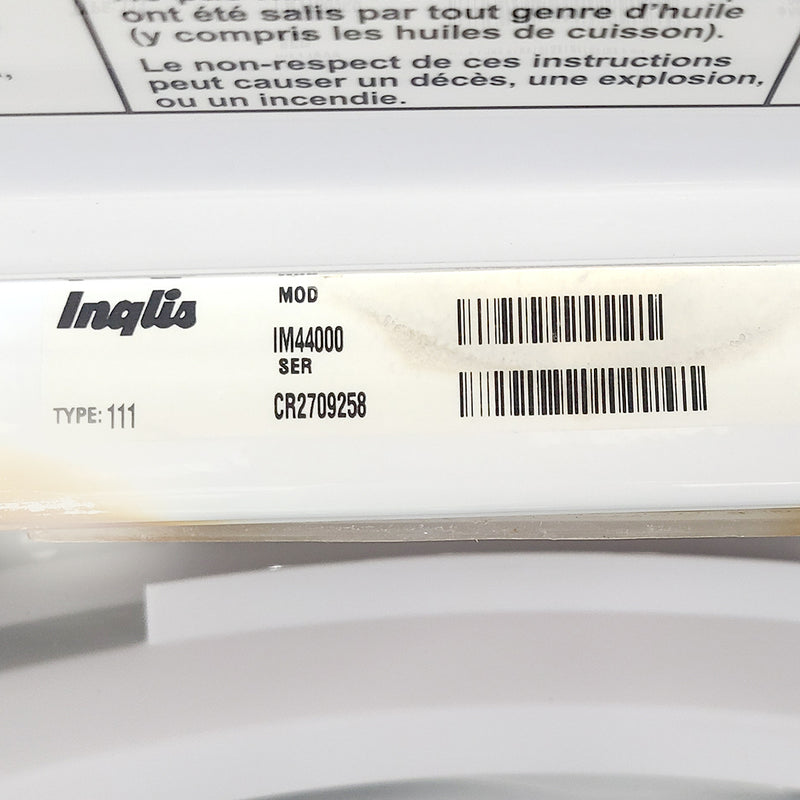 ont été salis par tout genre d'huile
(y compris les huiles de cuisson).
Le non-respect de ces instructions
peut causer un décès, une explosion,
ou un incendie.
Inglis
MOD
IM44000
SER
CR2709258
TYPE: 111